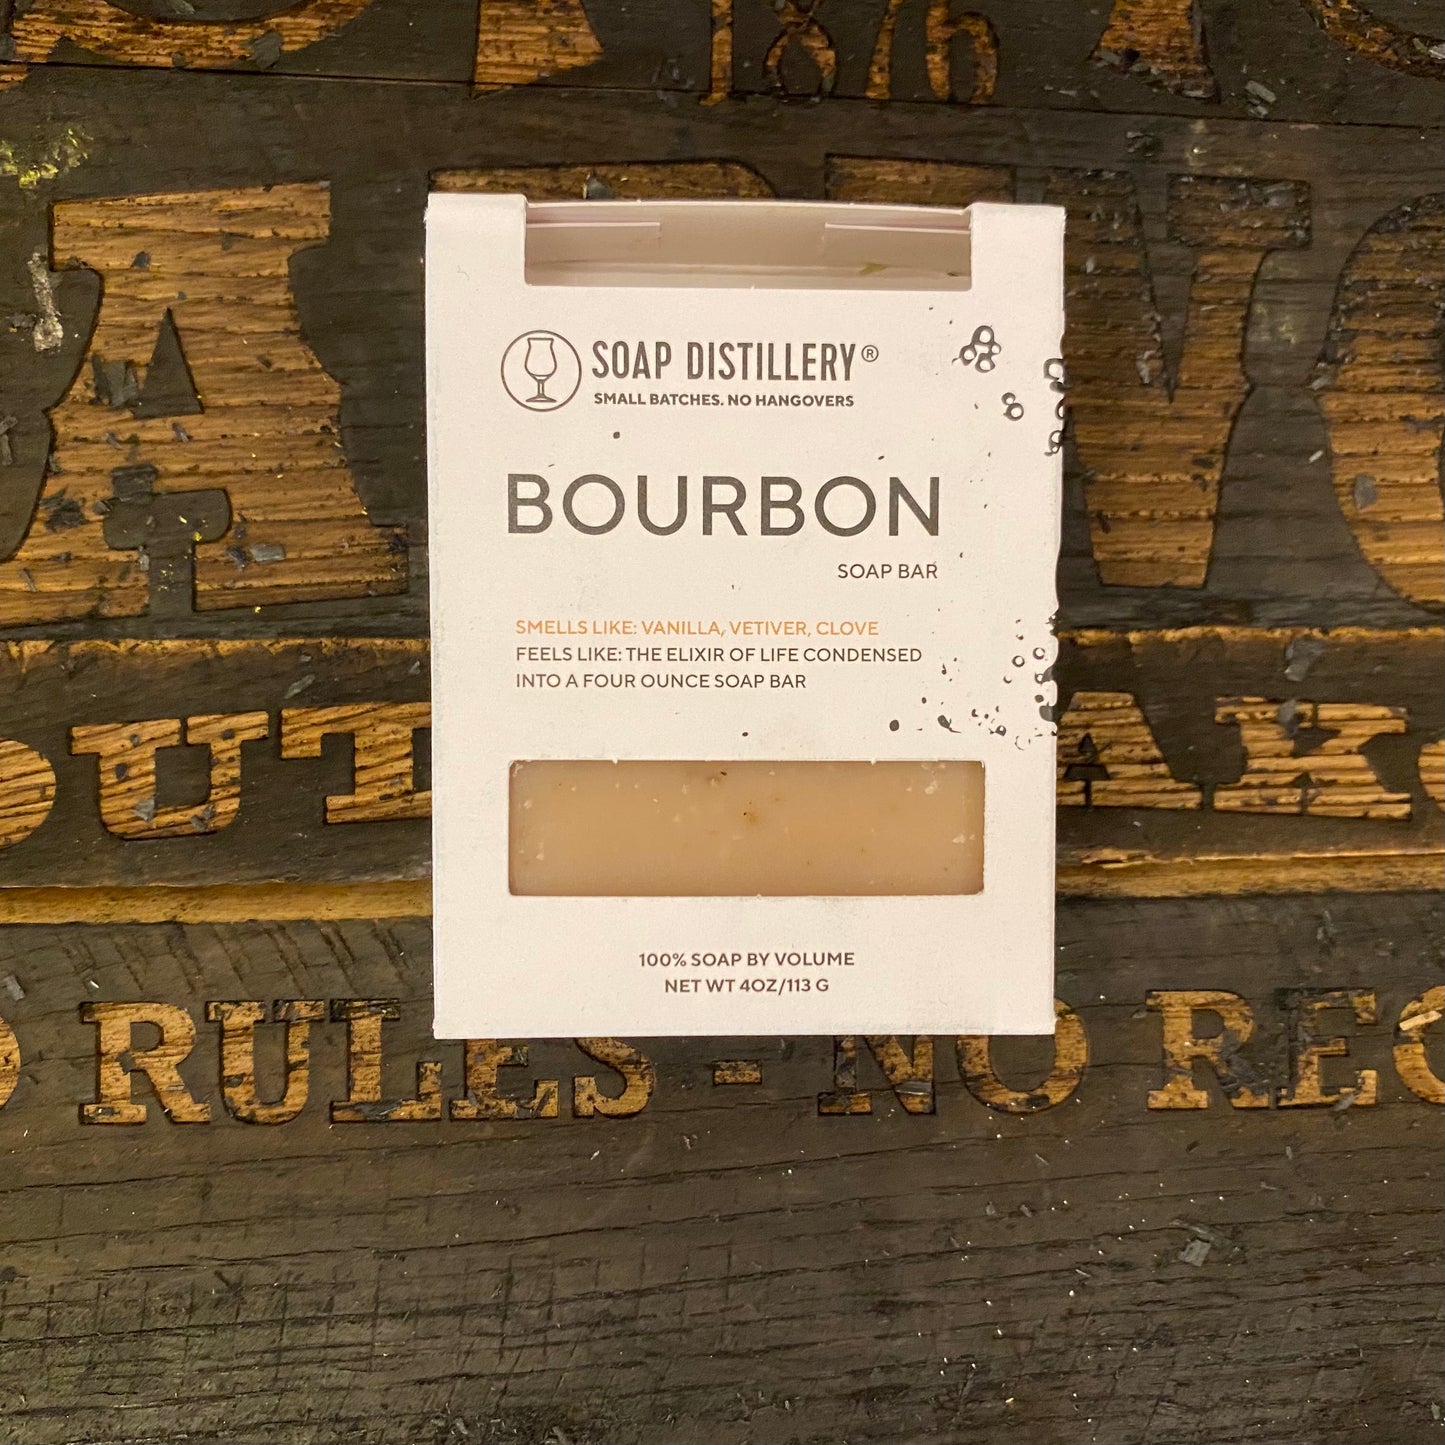 1876
SOAP DISTILLERY®
SMALL BATCHES. NO HANGOVERS
BOURBON
SOAP BAR
SMELLS LIKE: VANILLA, VETIVER, CLOVE
FEELS LIKE: THE ELIXIR OF LIFE CONDENSED
INTO A FOUR OUNCE SOAP BAR
100% SOAP BY VOLUME
NET WT 4OZ/113 G
RULES - NO